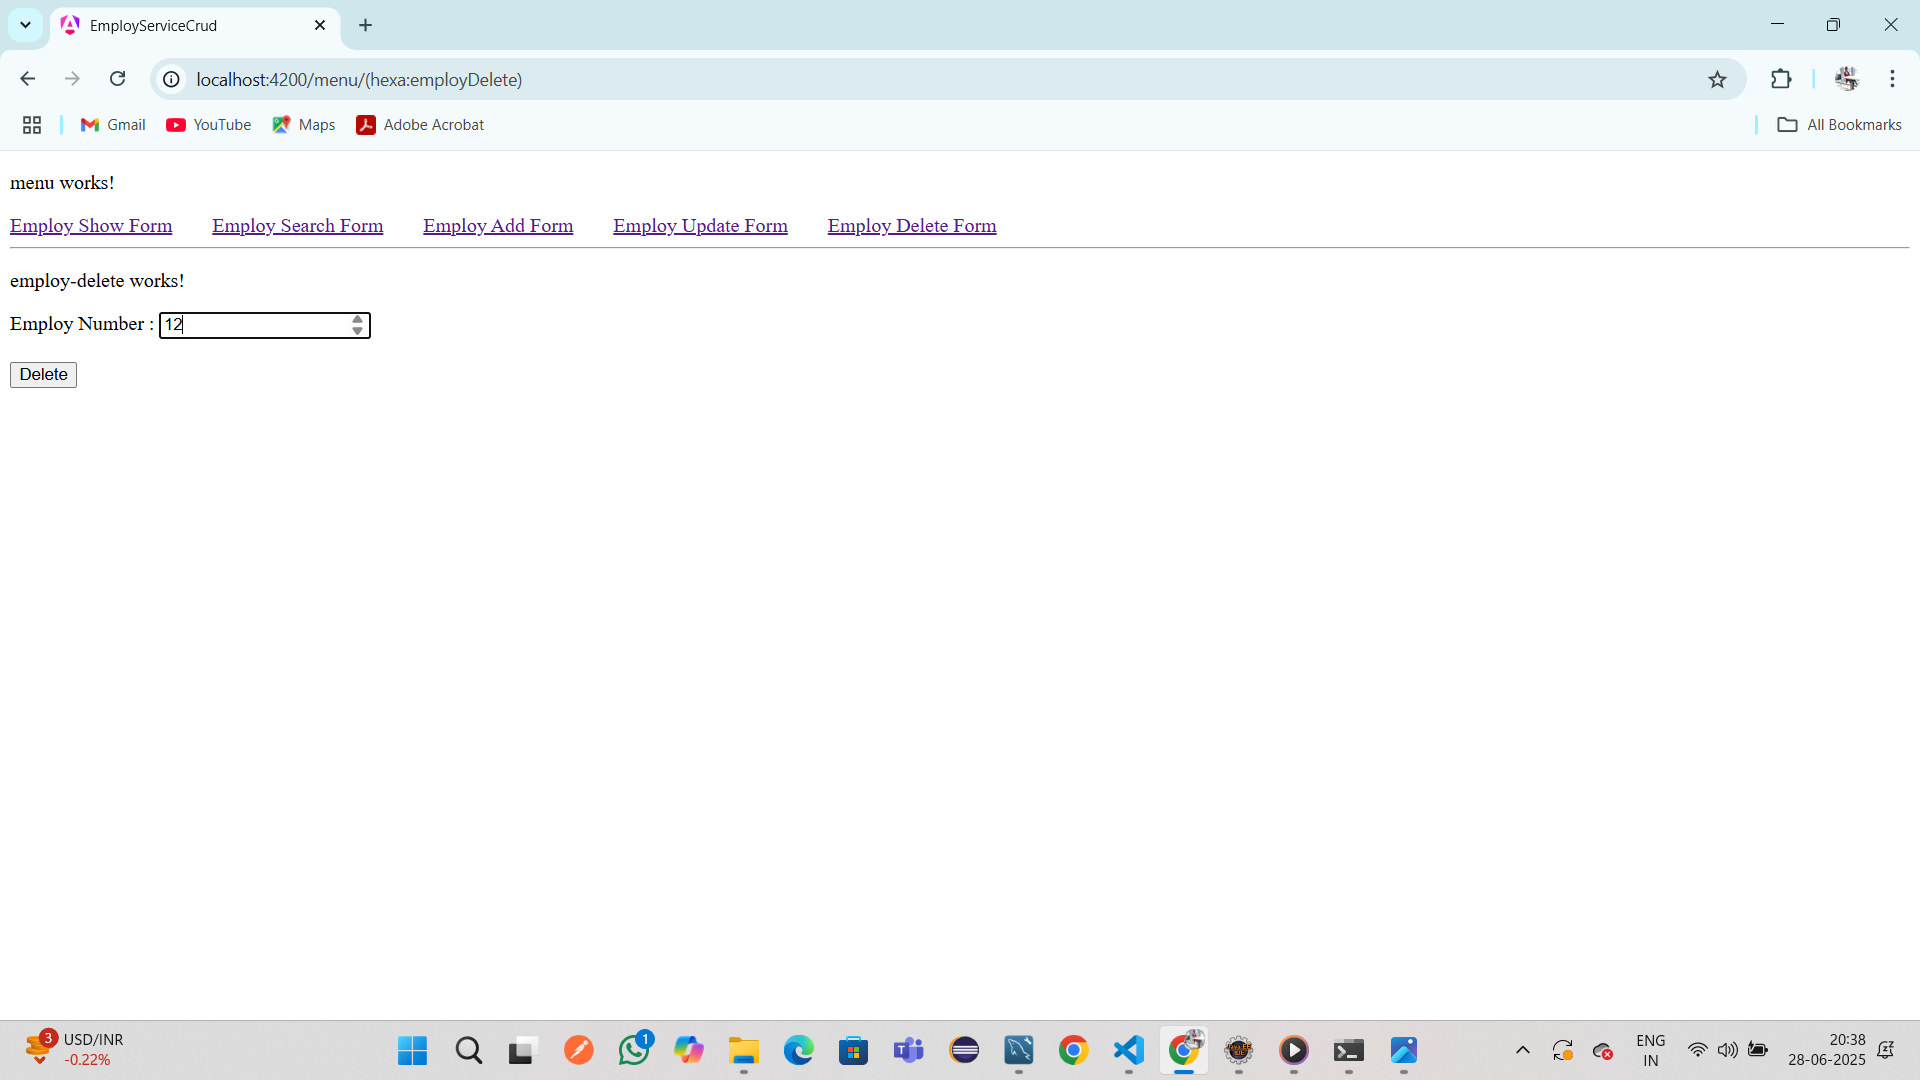 EmployServiceCrud
localhost:4200/menu/(hexa:employDelete)
Gmail YouTube Maps Adobe Acrobat All Bookmarks
menu works!
Employ Show Form Employ Search Form Employ Add Form Employ Update Form Employ Delete Form
employ-delete works!
Employ Number : 12
Delete
3 USD/INR
-0.22%
1
ENG
IN
20:38
28-06-2025